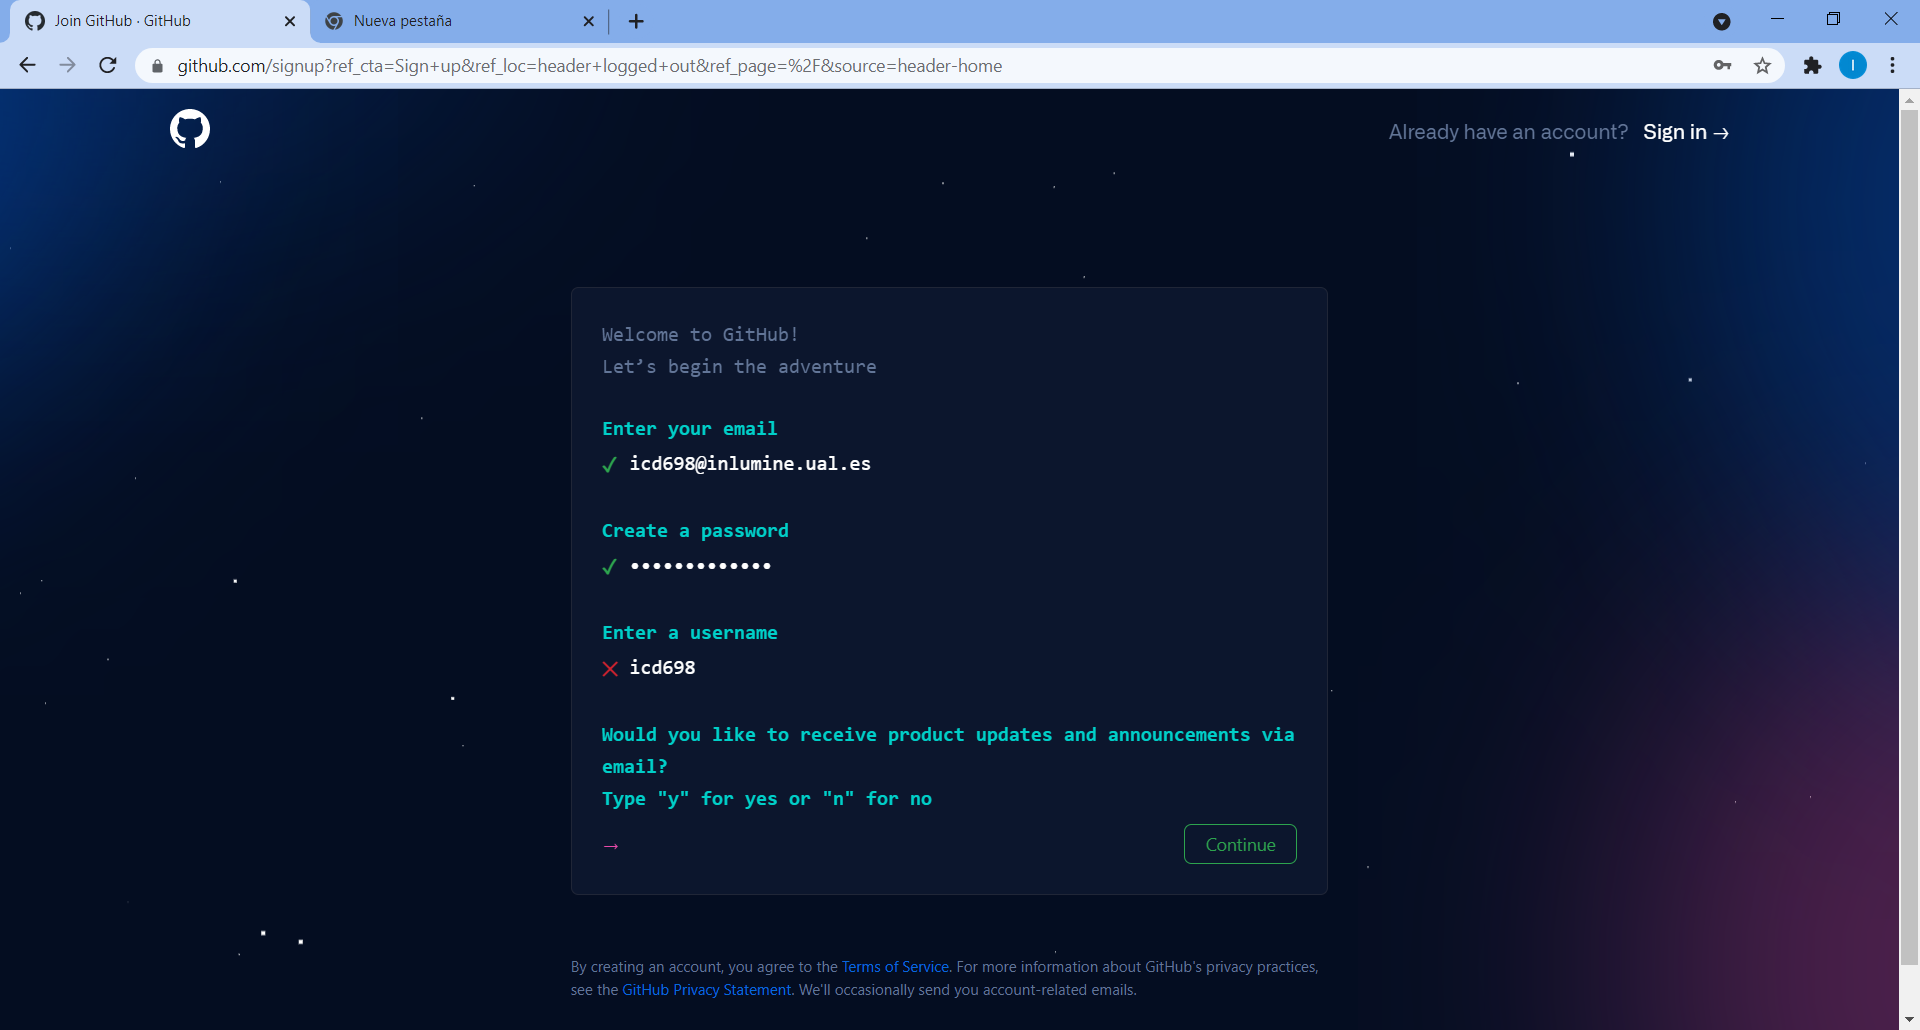 Join GitHub · GitHub
Nueva pestaña
github.com/signup?ref_cta=Sign+up&ref_loc=header+logged+out&ref_page=%2F&source=header-home
I
Already have an account? Sign in →
Welcome to GitHub!
Let’s begin the adventure
Enter your email
✓ icd698@inlumine.ual.es
Create a password
✓ •••••••••••••
Enter a username
✕ icd698
Would you like to receive product updates and announcements via
email?
Type "y" for yes or "n" for no
→ Continue
By creating an account, you agree to the Terms of Service. For more information about GitHub's privacy practices,
see the GitHub Privacy Statement. We'll occasionally send you account-related emails.